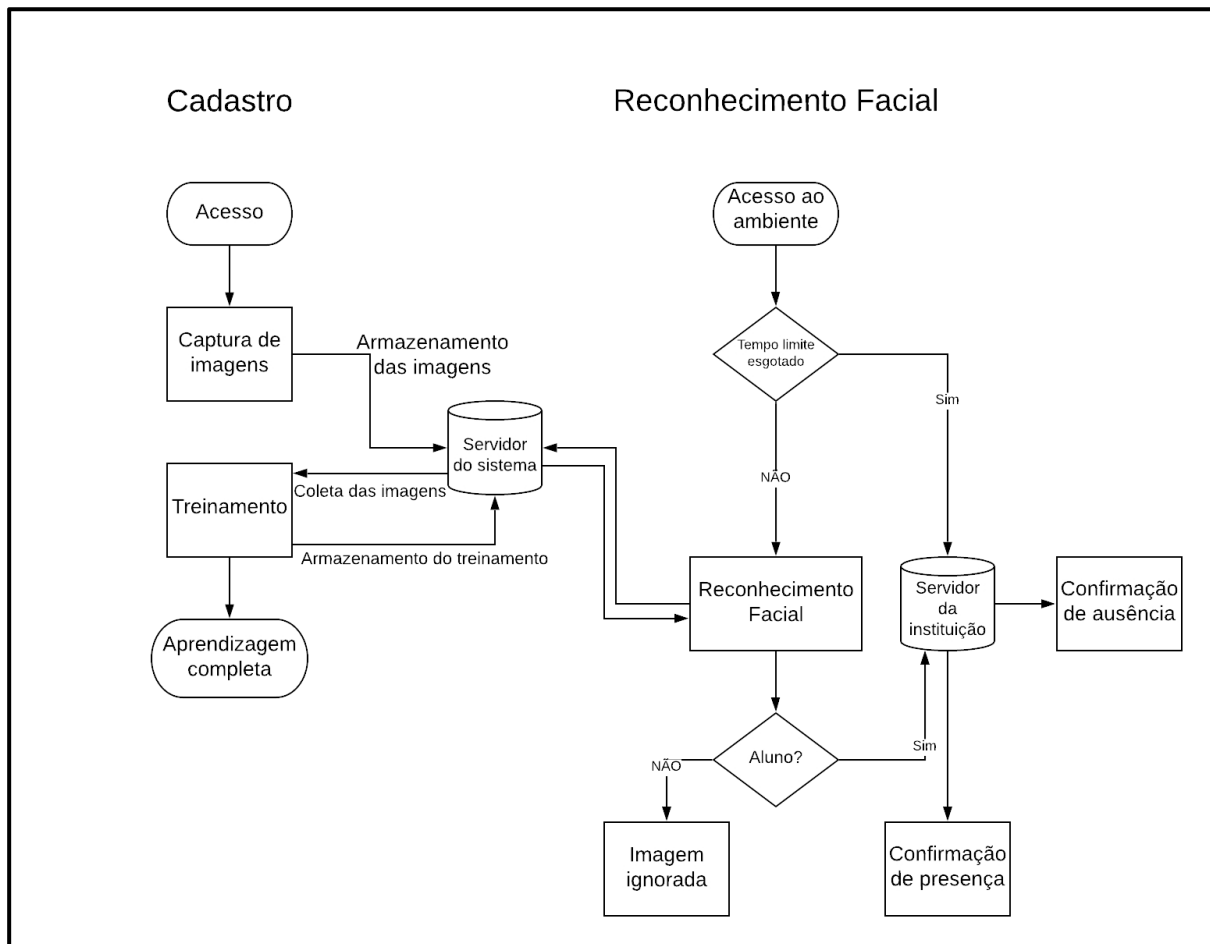 Cadastro
Reconhecimento Facial
Acesso
Captura de
imagens
Armazenamento
das imagens
Servidor
do sistema
Coleta das imagens
Treinamento
Armazenamento do treinamento
Aprendizagem
completa
Acesso ao
ambiente
Tempo limite
esgotado
Sim
NÃO
Reconhecimento
Facial
Servidor
da
instituição
Confirmação
de ausência
Aluno?
Sim
NÃO
Imagem
ignorada
Confirmação
de presença